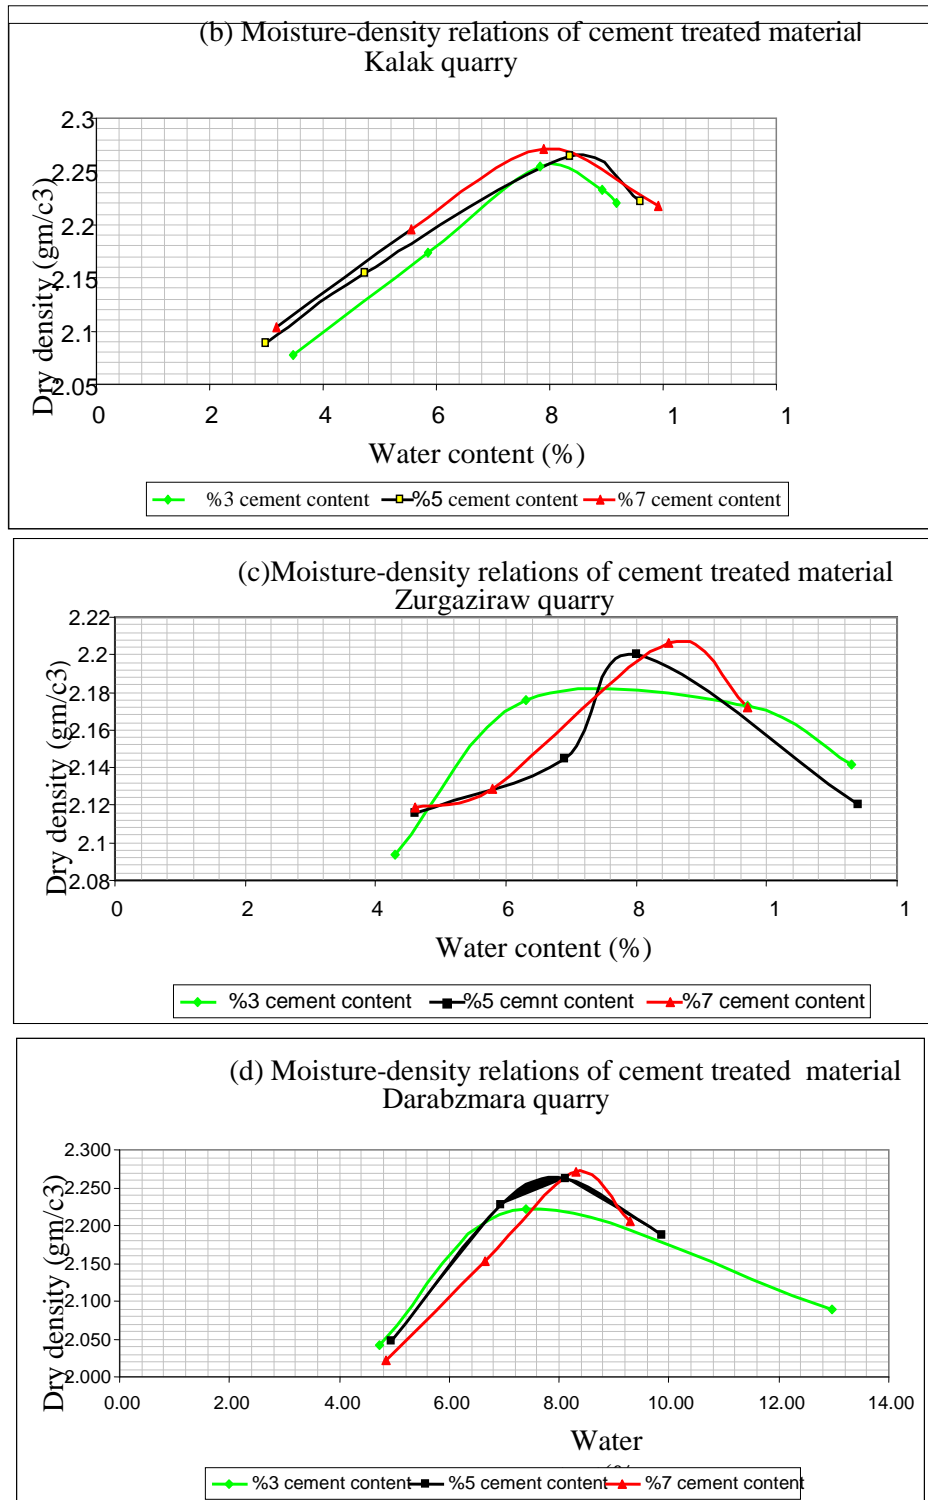 (b) Moisture-density relations of cement treated material
Kalak quarry
2.3
2.25
2.2
2.15
2.1
2.05
Dry density (gm/c3)
0 2 4 6 8 1 1
Water content (%)
%3 cement content %5 cement content %7 cement content
(c)Moisture-density relations of cement treated material
Zurgaziraw quarry
2.22
2.2
2.18
2.16
2.14
2.12
2.1
2.08
Dry density (gm/c3)
0 2 4 6 8 1 1
Water content (%)
%3 cement content %5 cemnt content %7 cement content
(d) Moisture-density relations of cement treated material
Darabzmara quarry
2.300
2.250
2.200
2.150
2.100
2.050
2.000
Dry density (gm/c3)
0.00 2.00 4.00 6.00 8.00 10.00 12.00 14.00
Water
%3 cement content %5 cement content %7 cement content